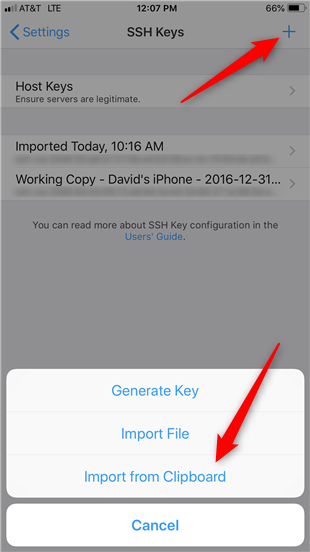 AT&T LTE 12:07 PM 66%
Settings SSH Keys +
Host Keys
Ensure servers are legitimate.
Imported Today, 10:16 AM
Working Copy - David's iPhone - 2016-12-31...
You can read more about SSH Key configuration in the
Users' Guide.
Generate Key
Import File
Import from Clipboard
Cancel